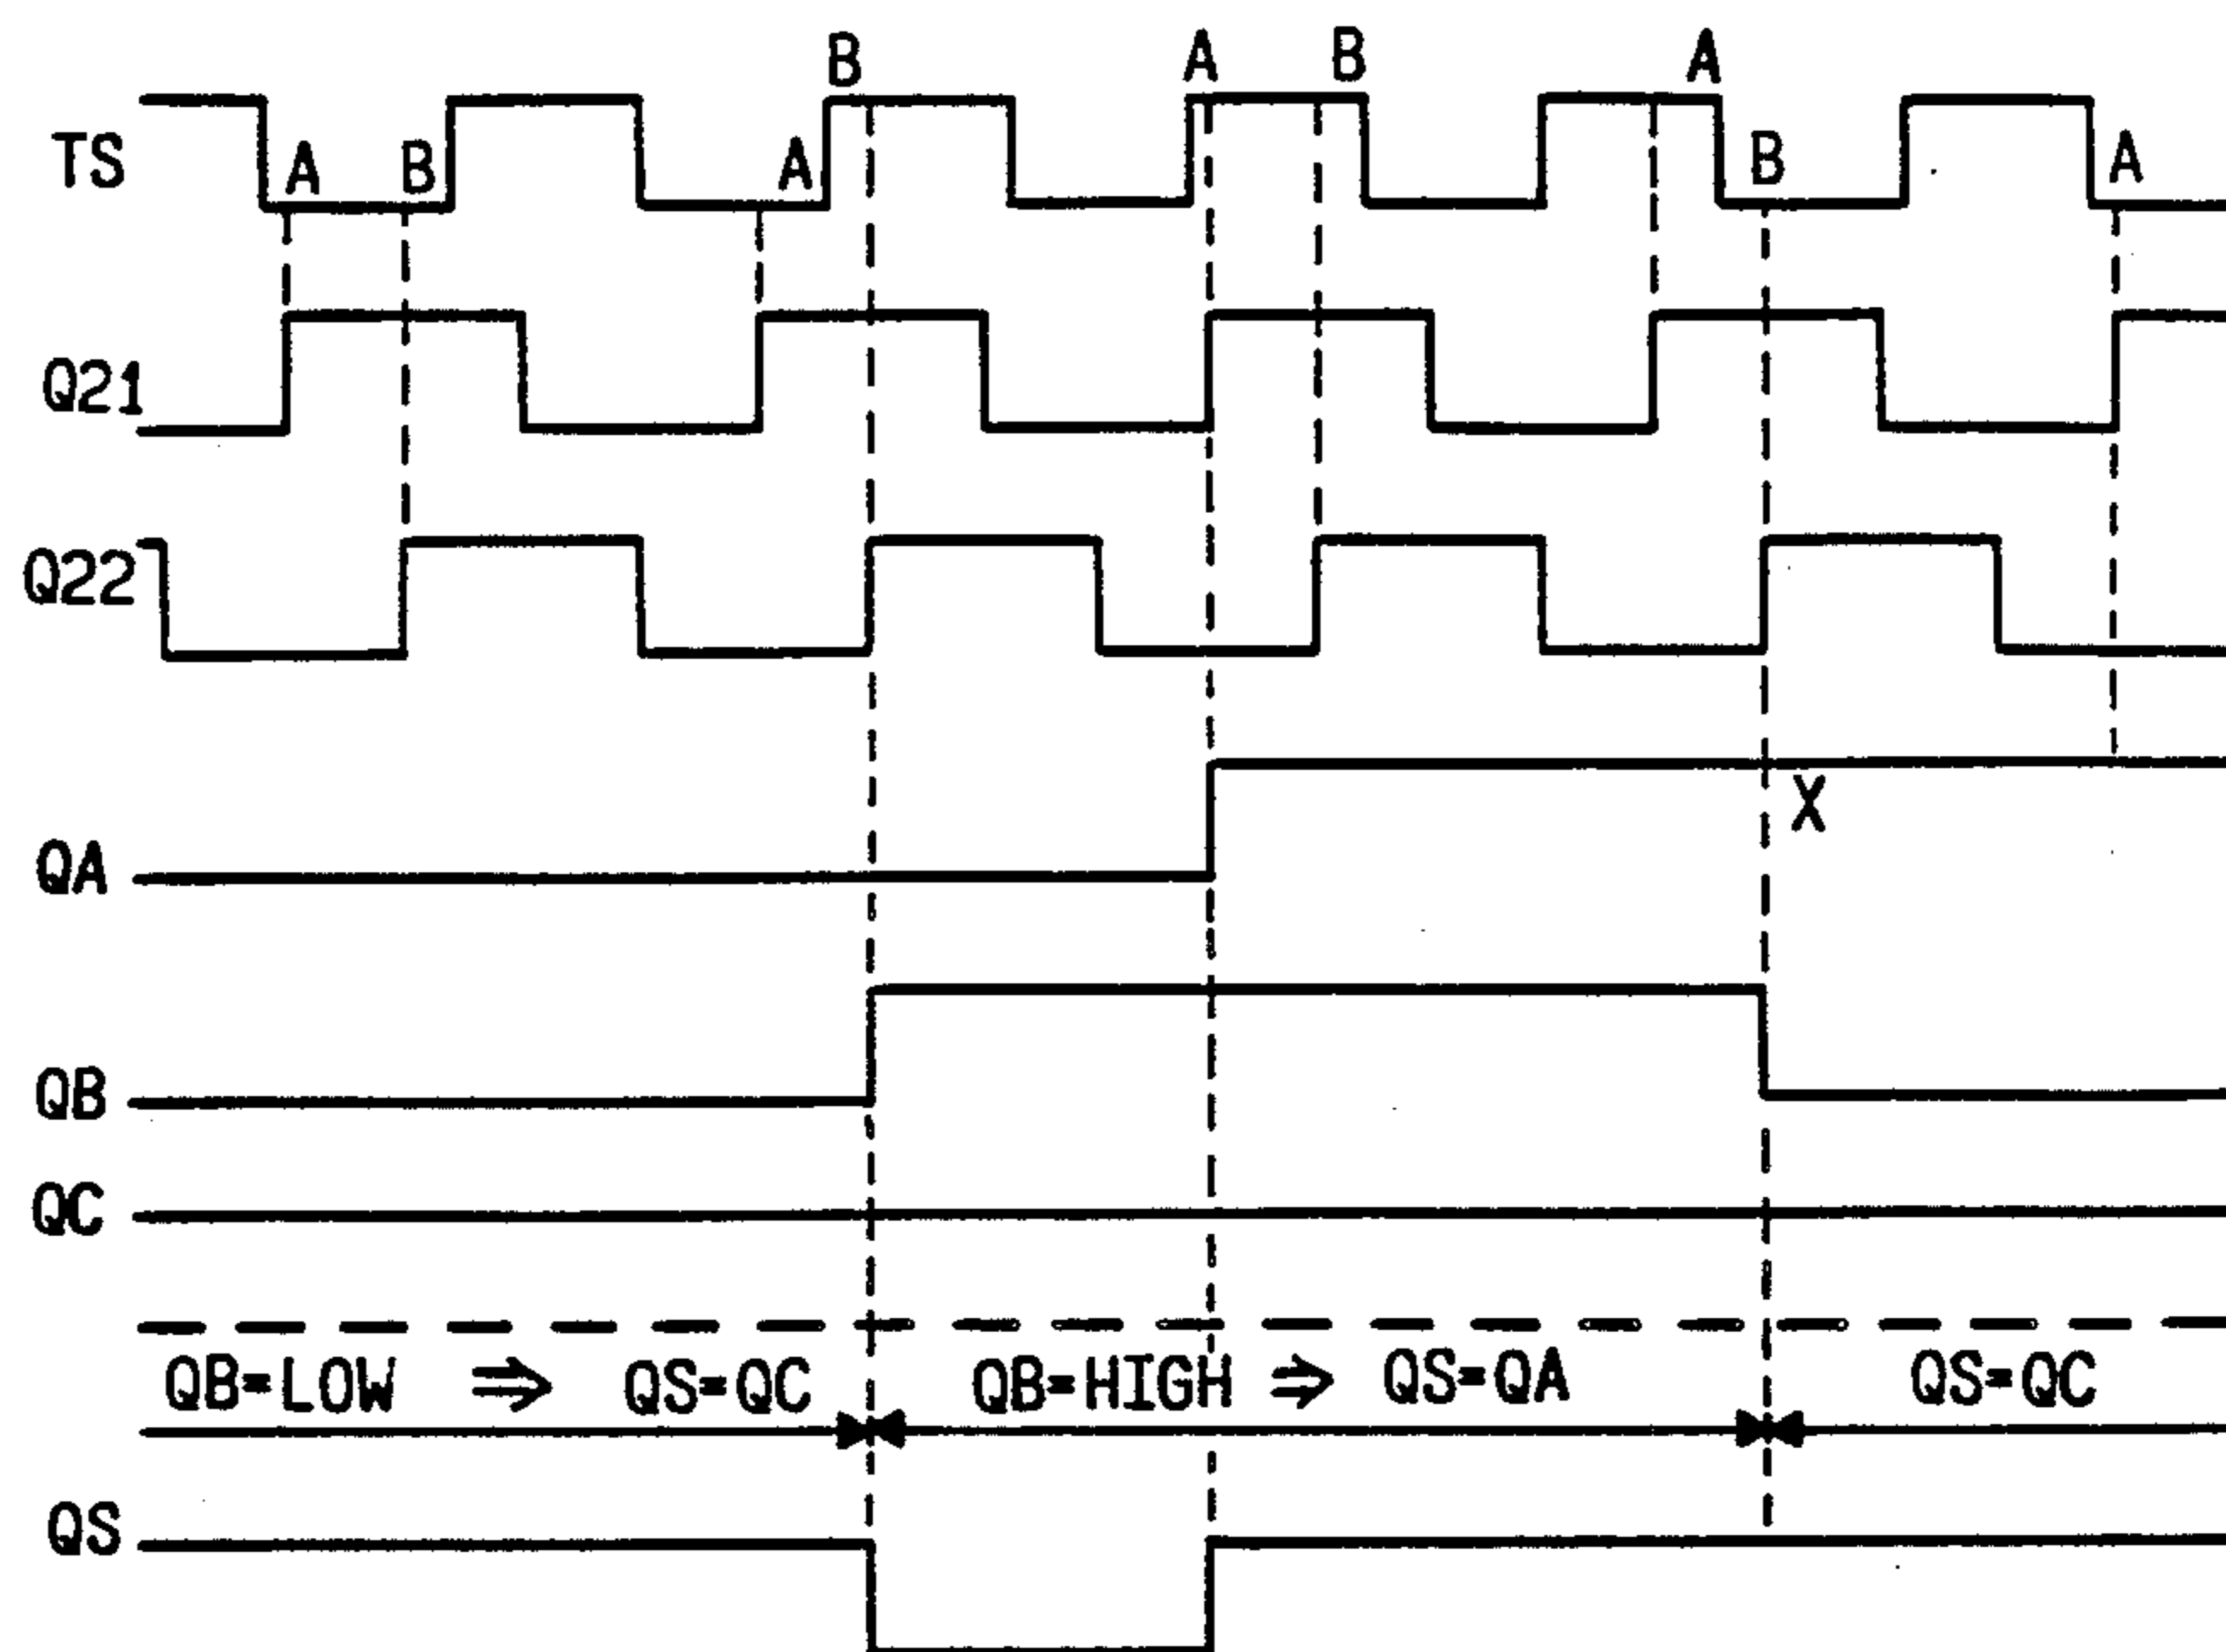 B A B A
TS A B A B A
Q21
Q22
X
QA
QB
QC
QB=LOW ⇒ QS=QC QB=HIGH ⇒ QS=QA QS=QC
QS